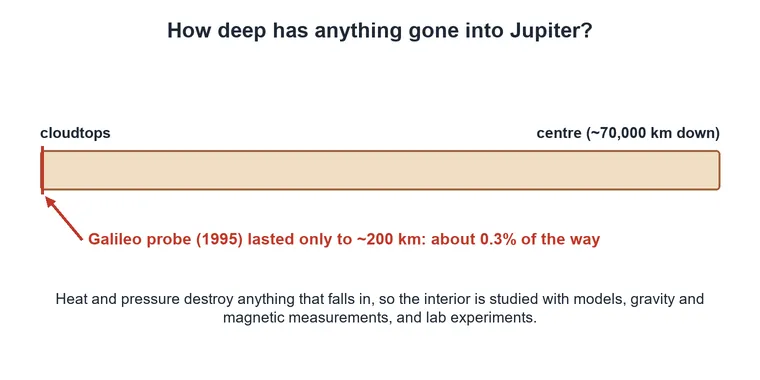 How deep has anything gone into Jupiter?
cloudtops
centre (~70,000 km down)
Galileo probe (1995) lasted only to ~200 km: about 0.3% of the way
Heat and pressure destroy anything that falls in, so the interior is studied with models, gravity and
magnetic measurements, and lab experiments.